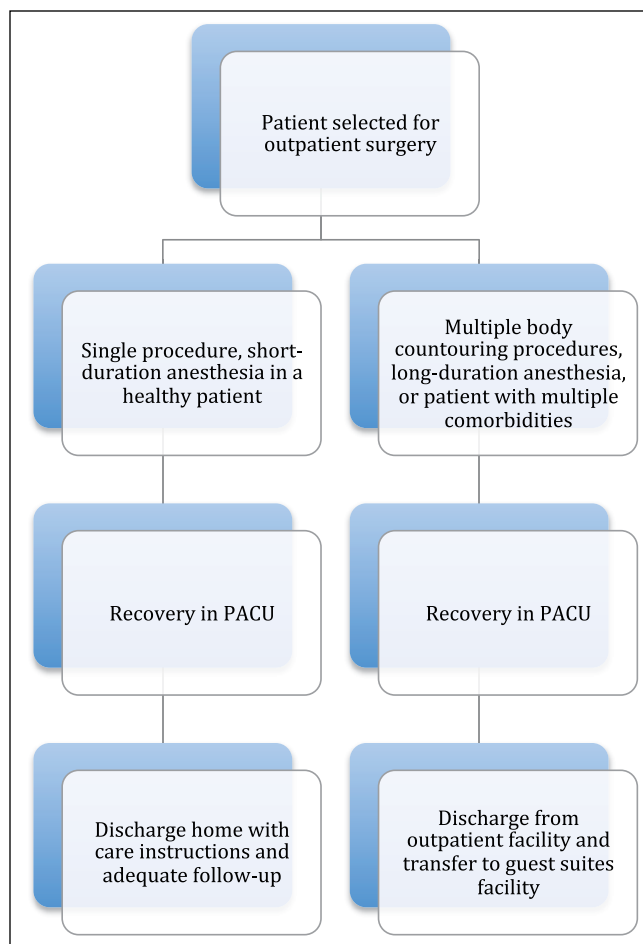 Patient selected for
outpatient surgery
Single procedure, short-
duration anesthesia in a
healthy patient
Multiple body
countouring procedures,
long-duration anesthesia,
or patient with multiple
comorbidities
Recovery in PACU
Recovery in PACU
Discharge home with
care instructions and
adequate follow-up
Discharge from
outpatient facility and
transfer to guest suites
facility